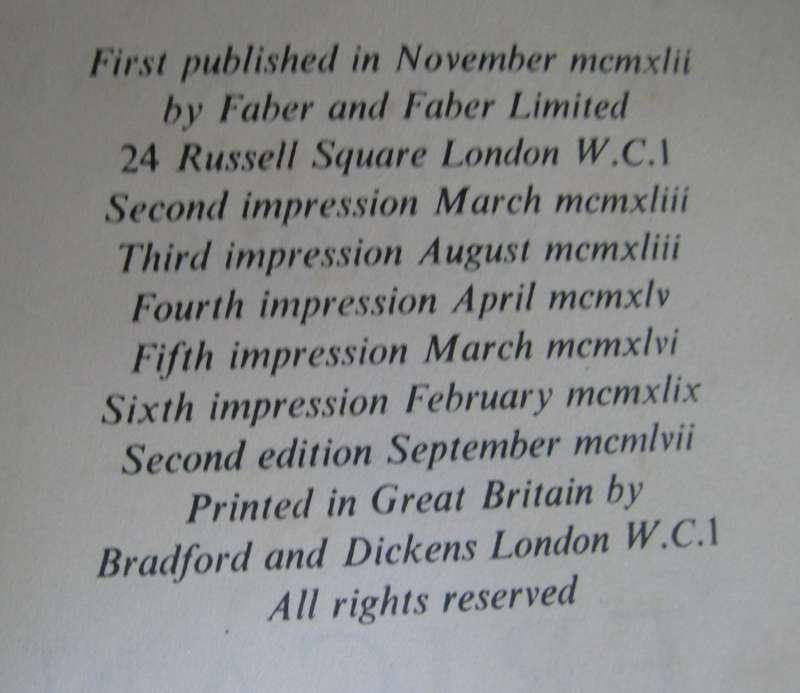 First published in November mcmxlii
by Faber and Faber Limited
24 Russell Square London W.C.1
Second impression March mcmxliii
Third impression August mcmxliii
Fourth impression April mcmxlv
Fifth impression March mcmxlvi
Sixth impression February mcmxlix
Second edition September mcmlvii
Printed in Great Britain by
Bradford and Dickens London W.C.1
All rights reserved